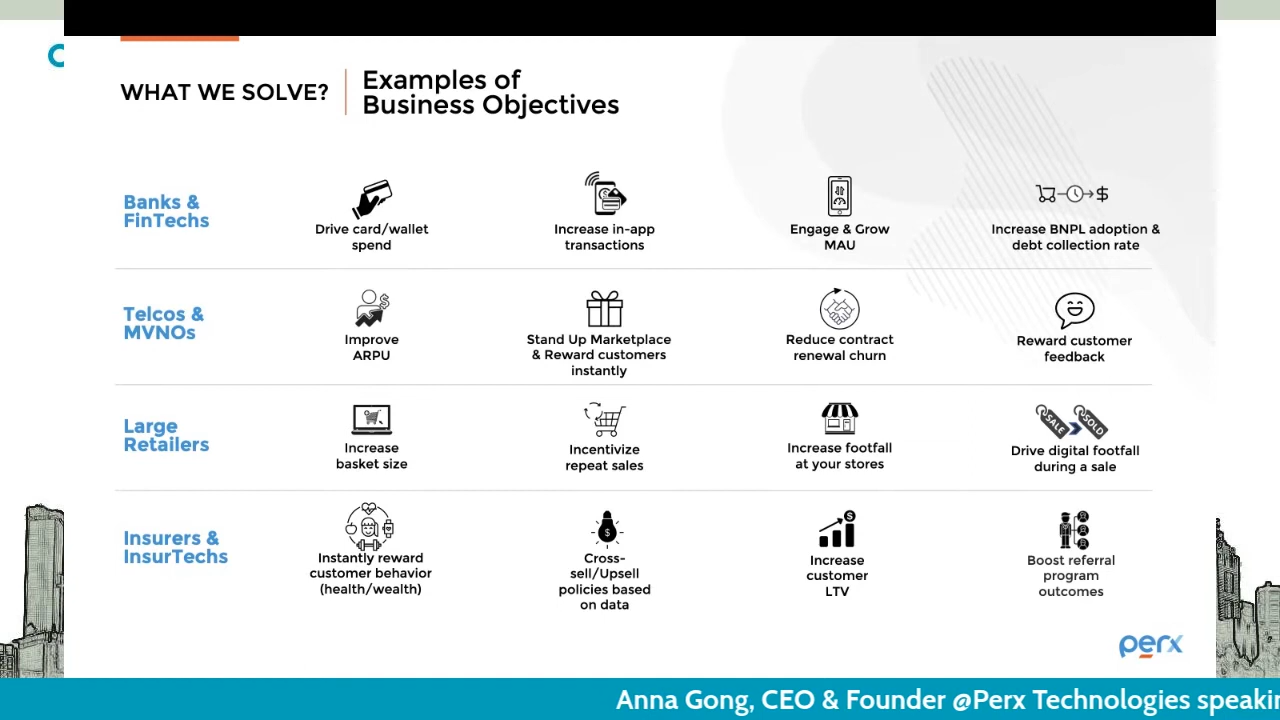 WHAT WE SOLVE?
Examples of
Business Objectives
Banks &
FinTechs
Drive card/wallet
spend
Increase in-app
transactions
Engage & Grow
MAU
Increase BNPL adoption &
debt collection rate
Telcos &
MVNOs
Improve
ARPU
Stand Up Marketplace
& Reward customers
instantly
Reduce contract
renewal churn
Reward customer
feedback
Large
Retailers
Increase
basket size
Incentivize
repeat sales
Increase footfall
at your stores
SALE
SOLD
Drive digital footfall
during a sale
Insurers &
InsurTechs
Instantly reward
customer behavior
(health/wealth)
Cross-
sell/Upsell
policies based
on data
Increase
customer
LTV
Boost referral
program
outcomes
perx
Anna Gong, CEO & Founder @Perx Technologies speakin